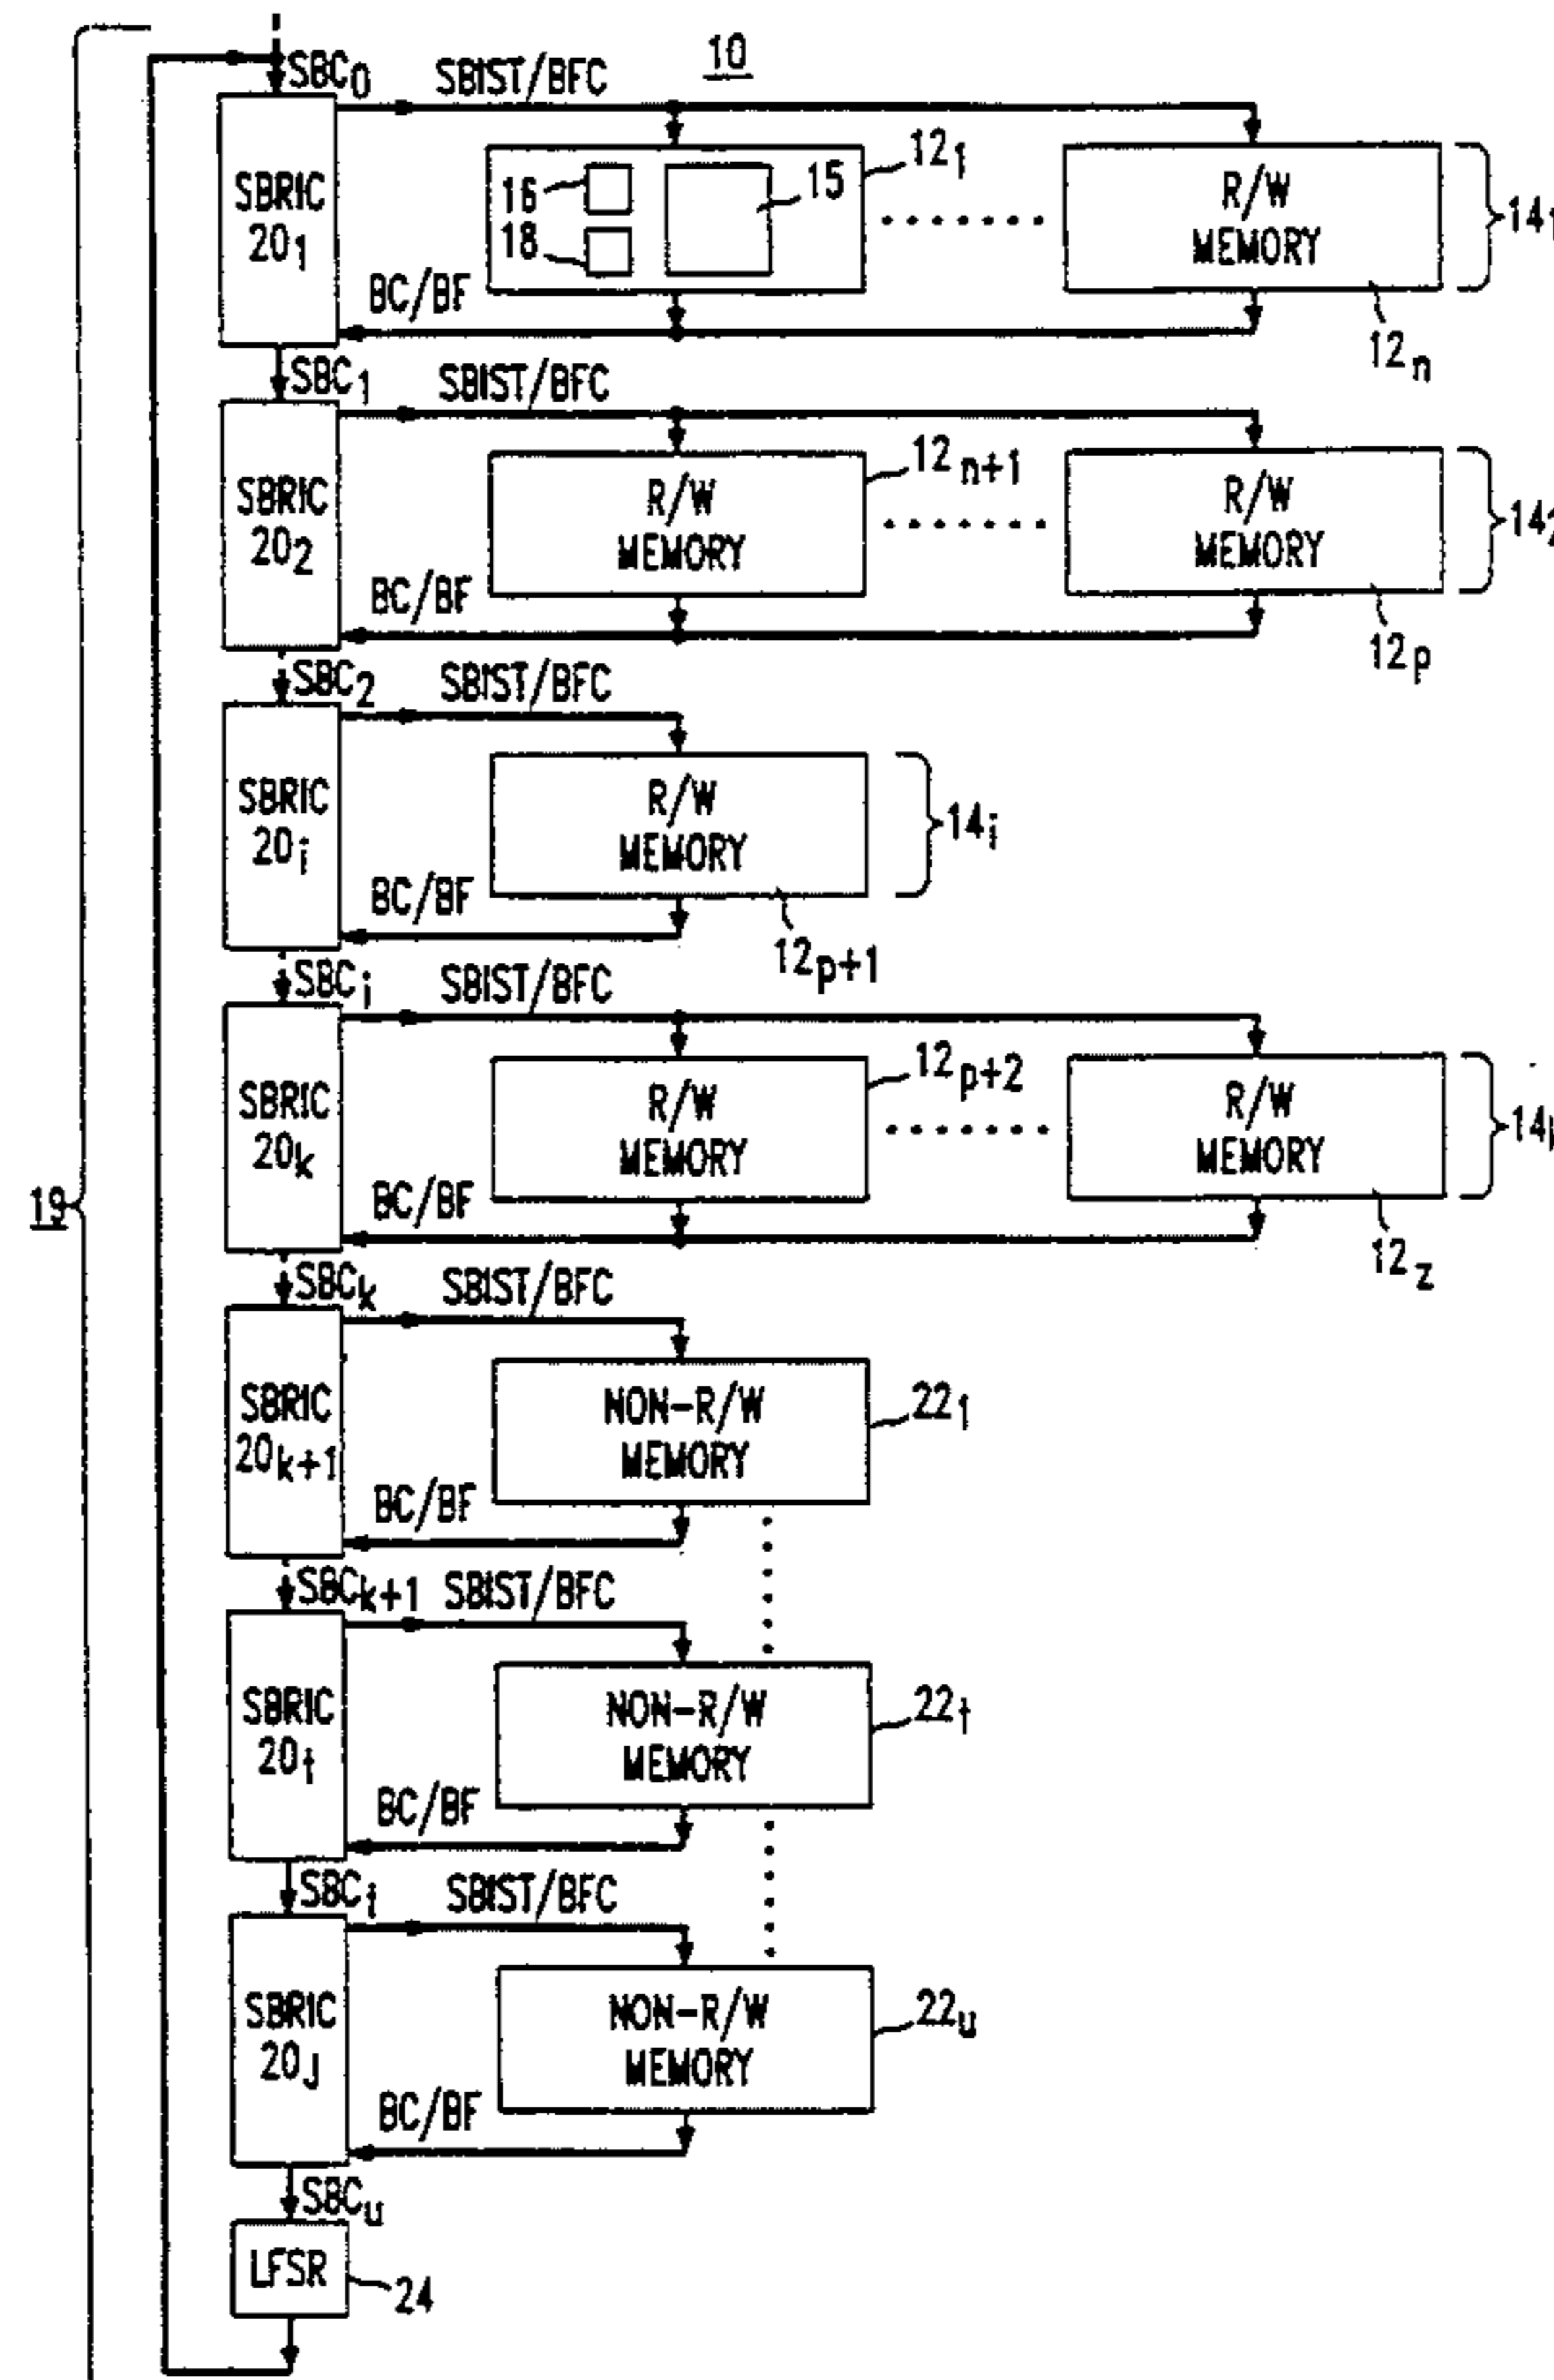 10
SBC0 SBIST/BFC
SBRIC
201
16 15 121
18
R/W
MEMORY
141
BC/BF
12n
SBC1 SBIST/BFC
SBRIC
202
R/W
MEMORY
12n+1
R/W
MEMORY
142
BC/BF
12p
SBC2 SBIST/BFC
SBRIC
20i
R/W
MEMORY
14i
BC/BF
12p+1
SBCi SBIST/BFC
SBRIC
20k
R/W
MEMORY
12p+2
R/W
MEMORY
14
BC/BF
12z
19
SBCk SBIST/BFC
SBRIC
20k+1
NON-R/W
MEMORY
221
BC/BF
SBCk+1 SBIST/BFC
SBRIC
20t
NON-R/W
MEMORY
22t
BC/BF
SBCt SBIST/BFC
SBRIC
20j
NON-R/W
MEMORY
22u
BC/BF
SBCu
LFSR
24